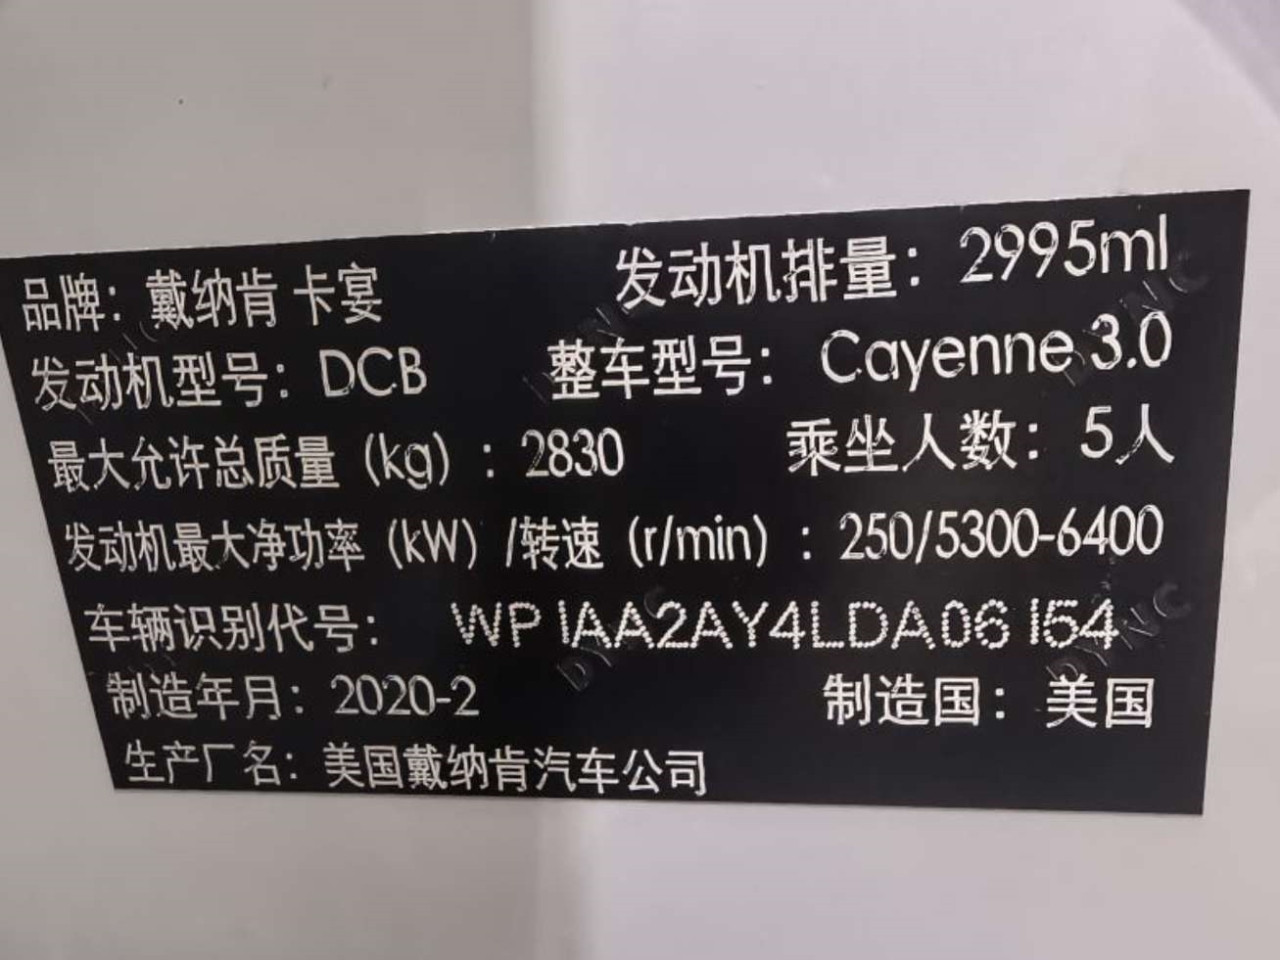 品牌：戴纳肯 卡宴 发动机排量：2995ml
发动机型号：DCB 整车型号：Cayenne 3.0
最大允许总质量（kg）：2830 乘坐人数：5人
发动机最大净功率（kW）/转速（r/min）：250/5300-6400
车辆识别代号：WP1AA2AY4LDA06154
制造年月：2020-2 制造国：美国
生产厂名：美国戴纳肯汽车公司